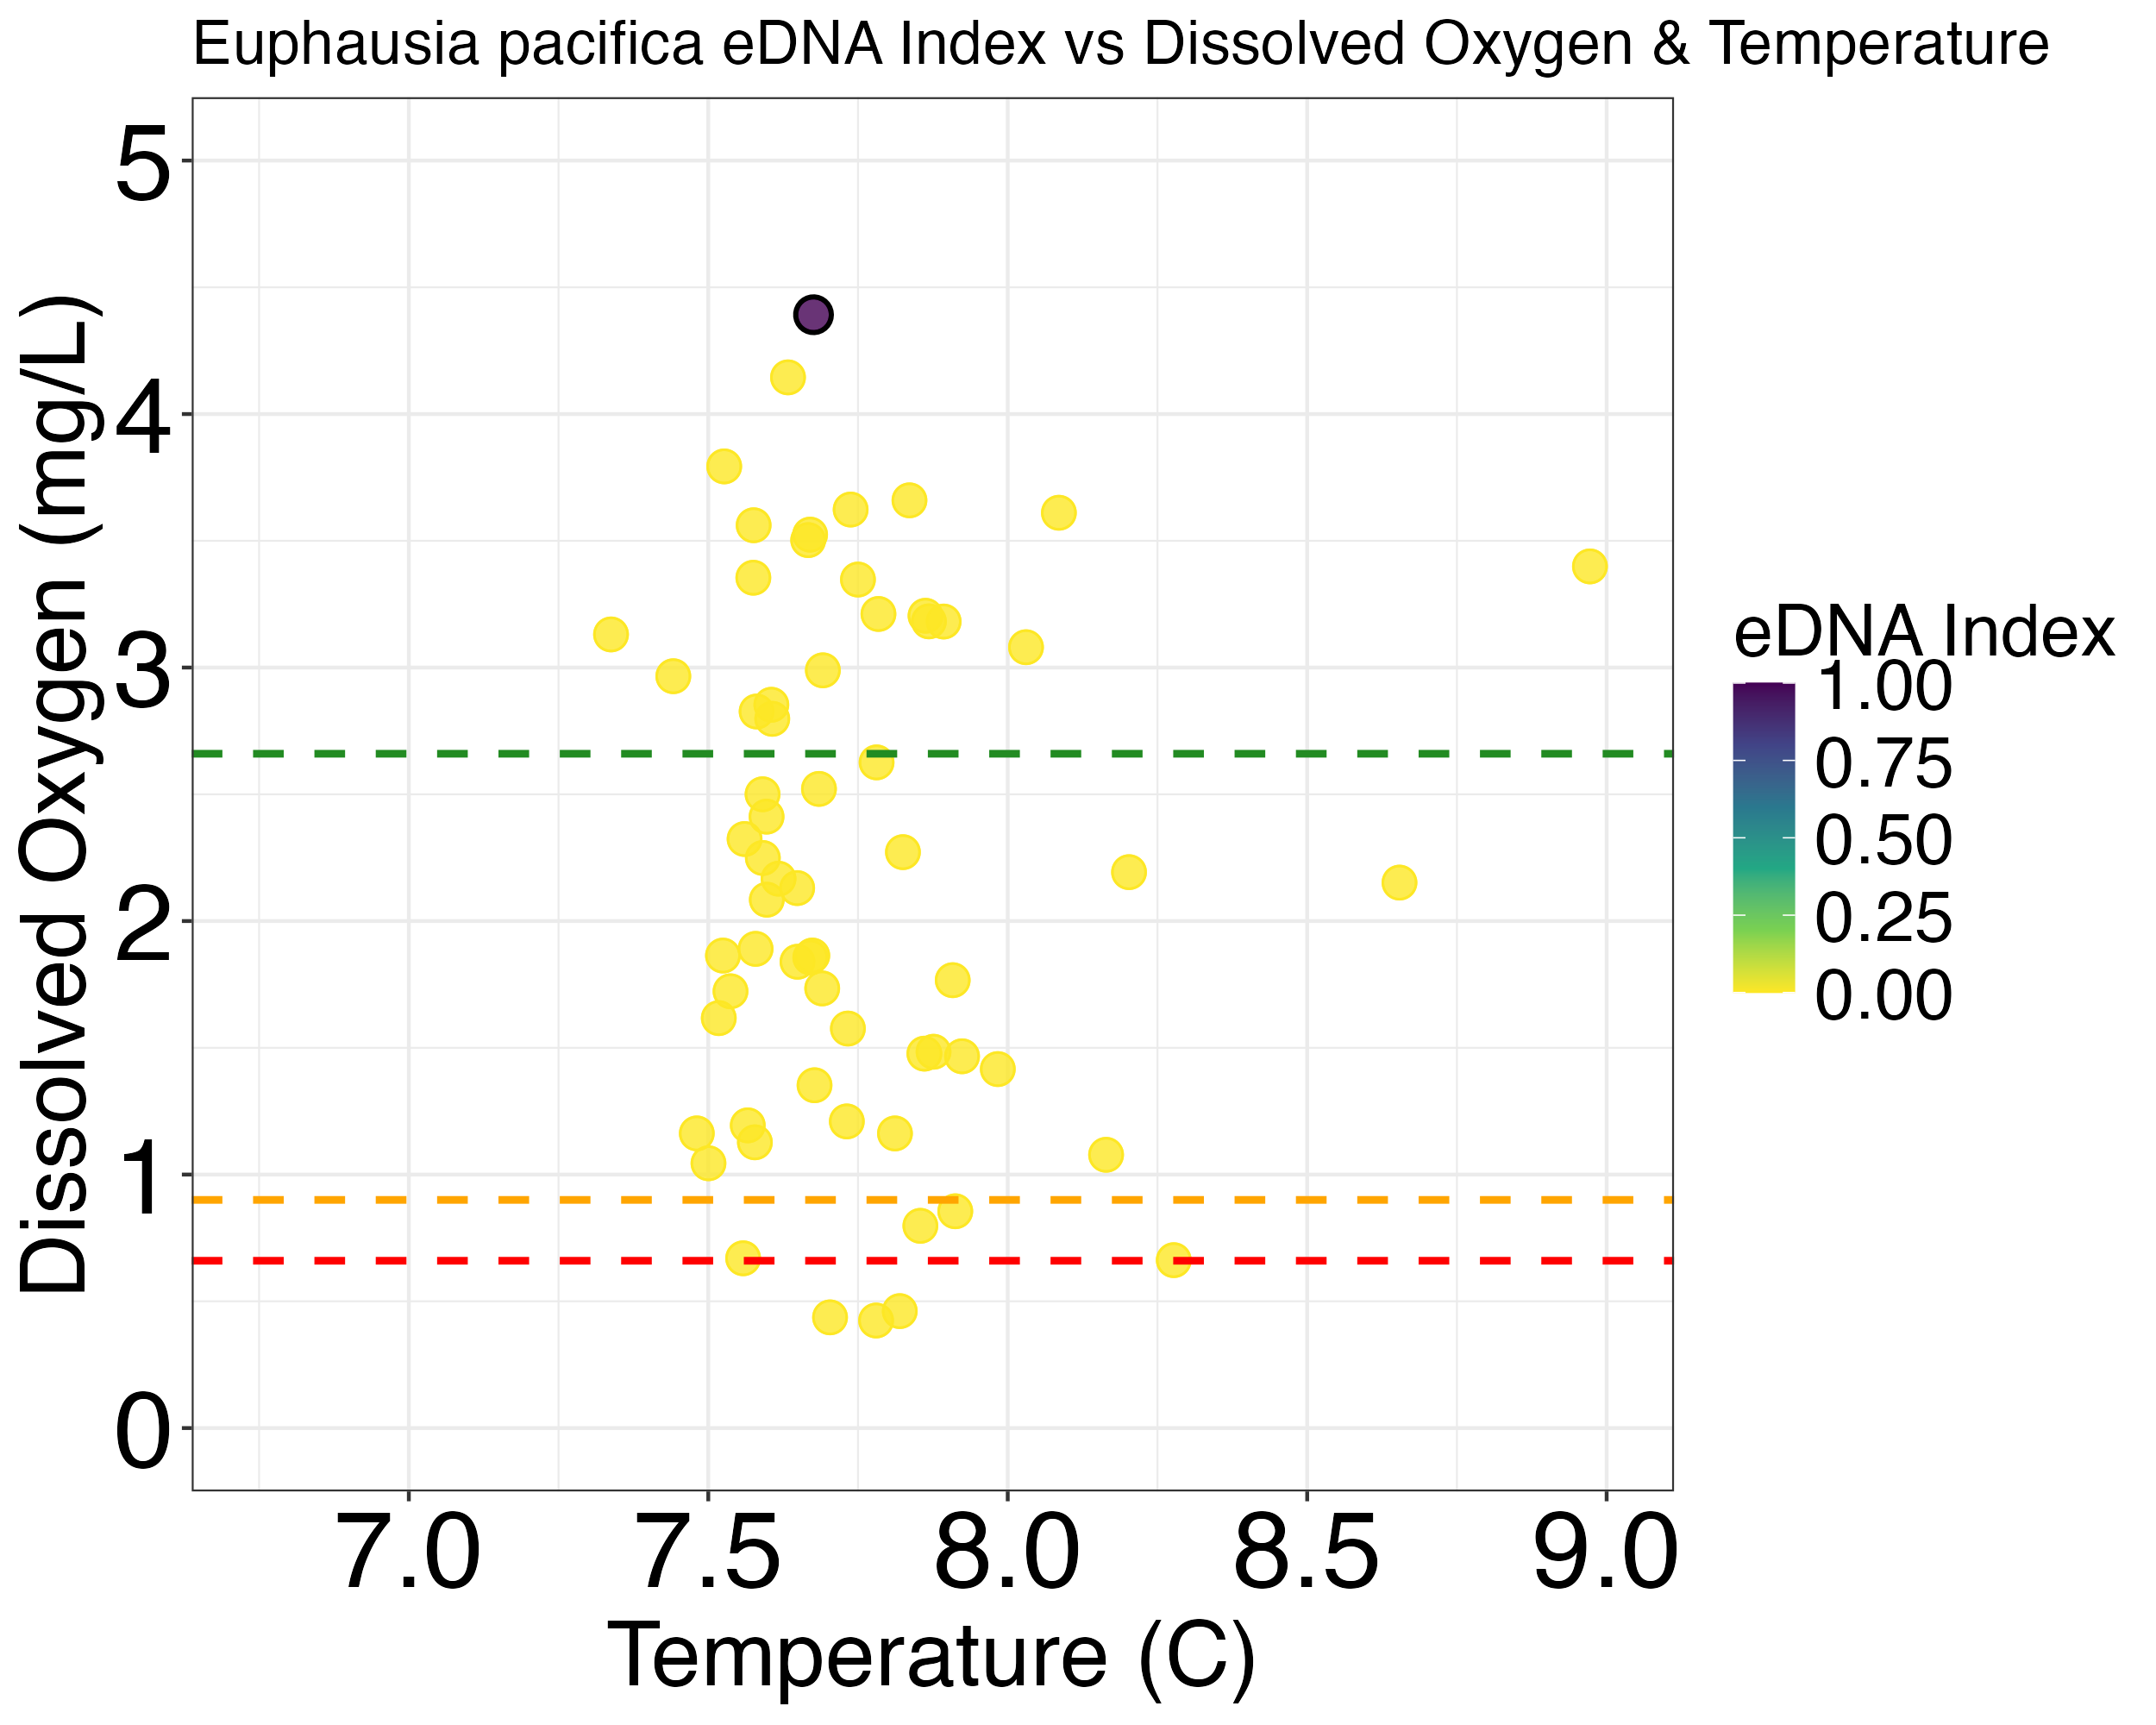 Euphausia pacifica eDNA Index vs Dissolved Oxygen & Temperature
Dissolved Oxygen (mg/L)
5
4
3
2
1
0
7.0 7.5 8.0 8.5 9.0
Temperature (C)
eDNA Index
1.00
0.75
0.50
0.25
0.00